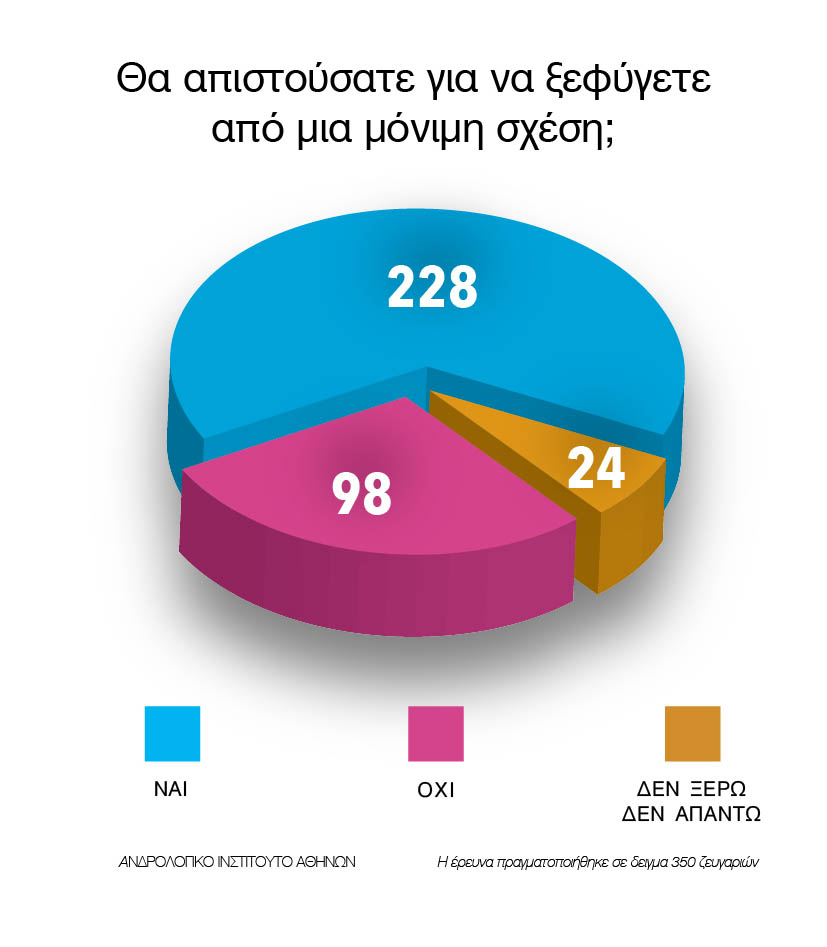 Θα απιστούσατε για να ξεφύγετε
από μια μόνιμη σχέση;
228
98
24
ΝΑΙ
ΟΧΙ
ΔΕΝ ΞΕΡΩ
ΔΕΝ ΑΠΑΝΤΩ
ΑΝΔΡΟΛΟΓΙΚΟ ΙΝΣΤΙΤΟΥΤΟ ΑΘΗΝΩΝ
Η έρευνα πραγματοποιήθηκε σε δειγμα 350 ζευγαριών